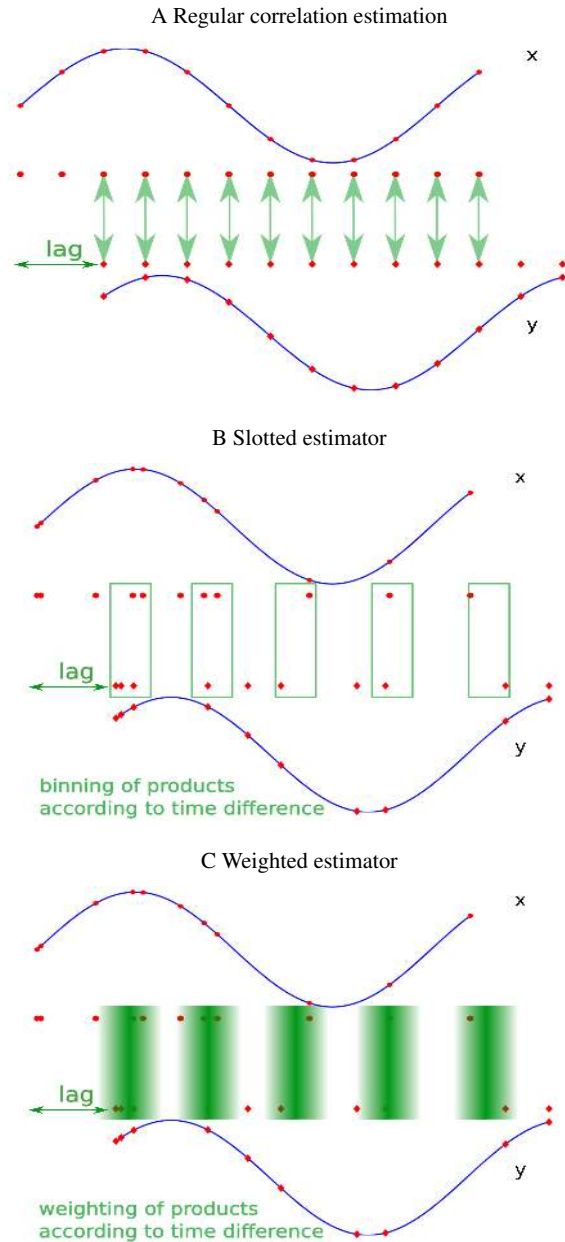 A Regular correlation estimation
x
lag
y
B Slotted estimator
x
lag
y
binning of products
according to time difference
C Weighted estimator
x
lag
y
weighting of products
according to time difference